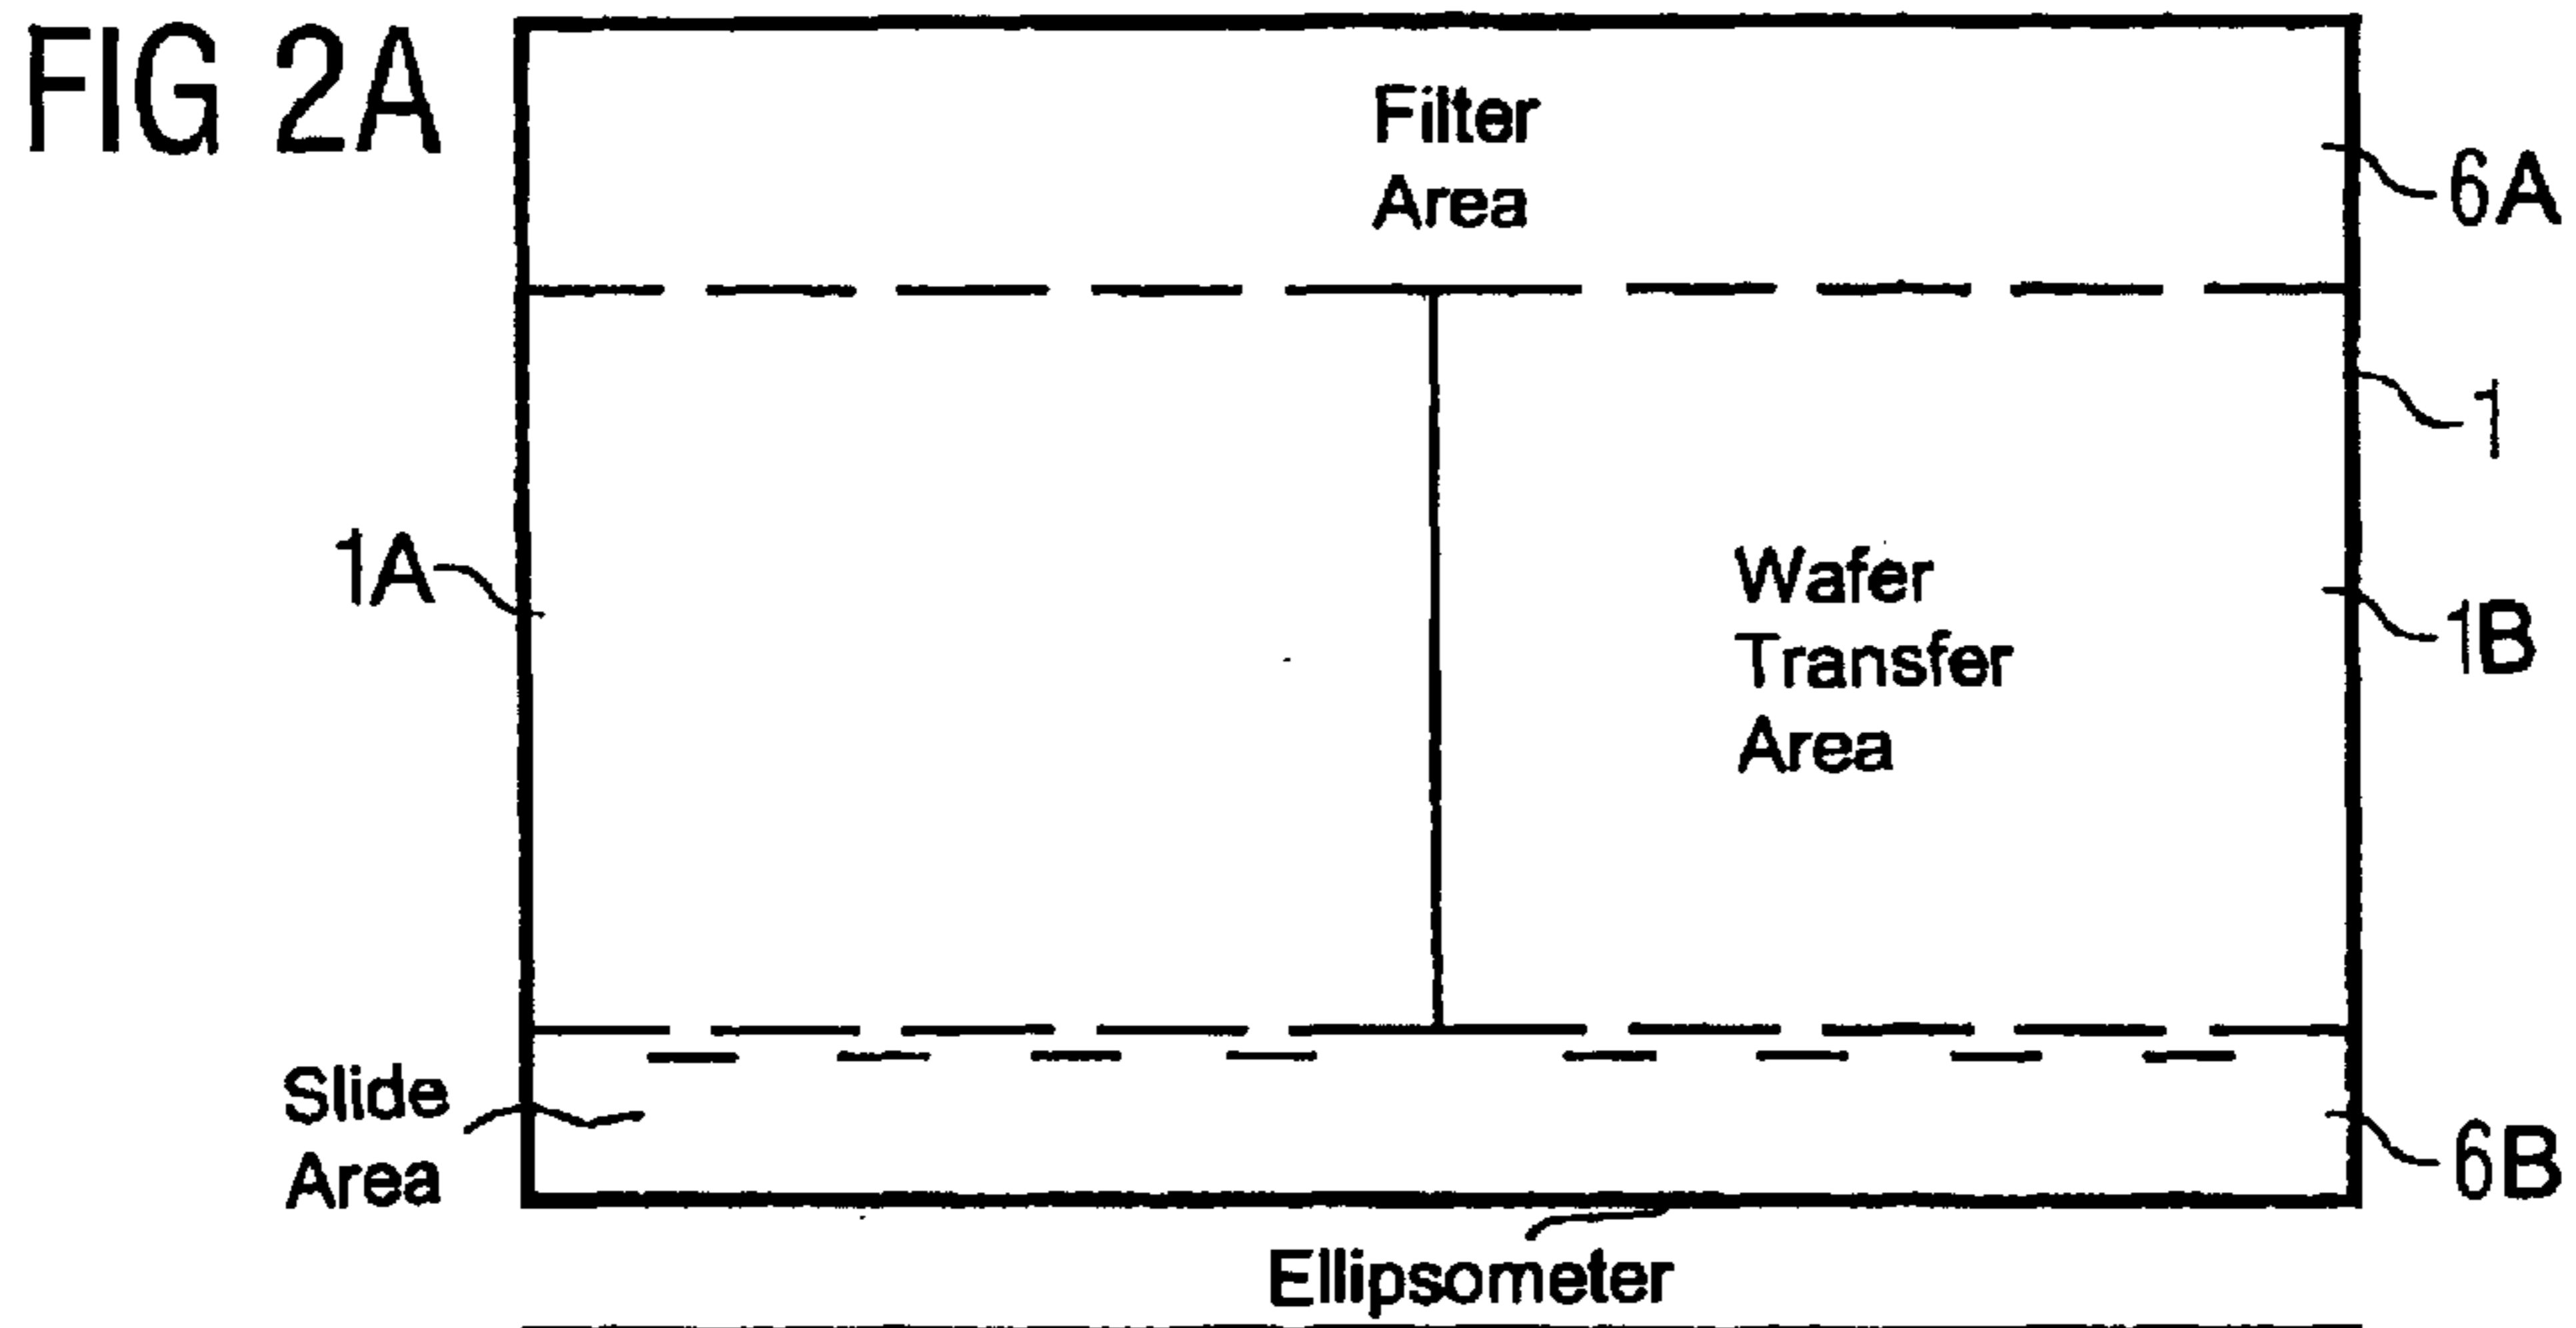 FIG 2A
Filter
Area
6A
1
1A
Wafer
Transfer
Area
1B
Slide
Area
6B
Ellipsometer